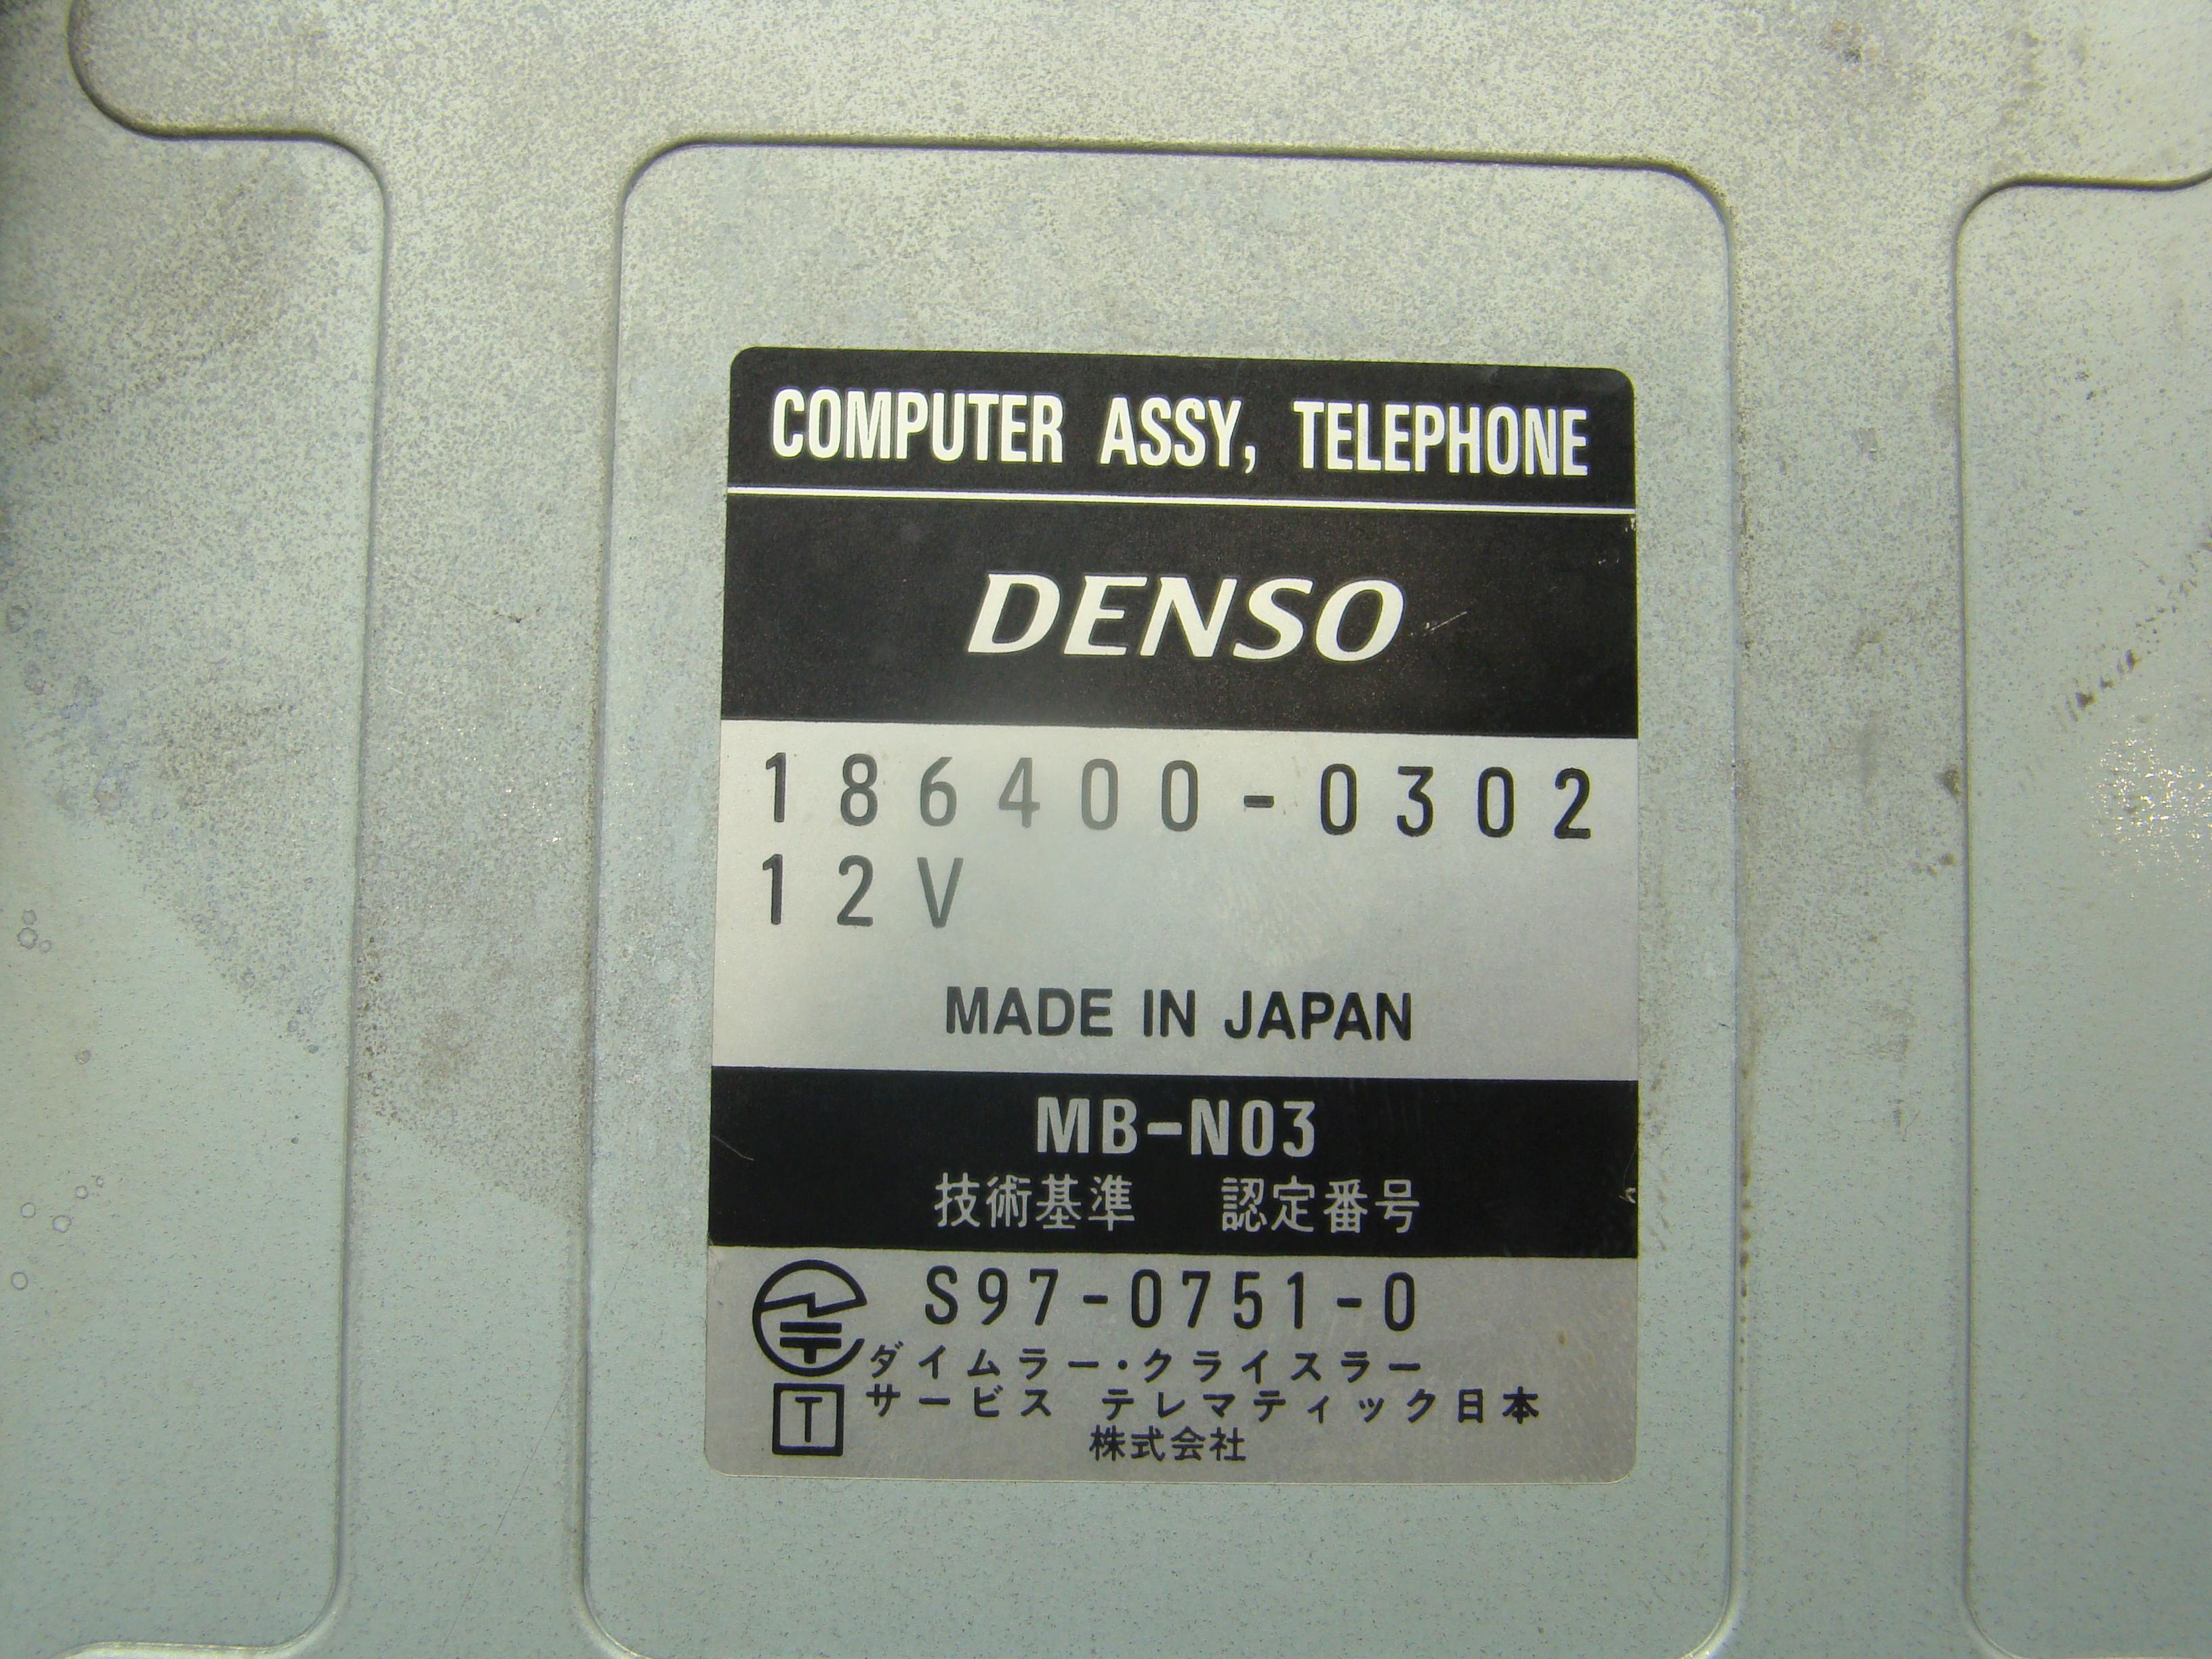 COMPUTER ASSY, TELEPHONE
DENSO
186400-0302
12V
MADE IN JAPAN
MB-N03
技術基準 認定番号
S97-0751-0
ダイムラー・クライスラー
サービス テレマティック日本
株式会社
T